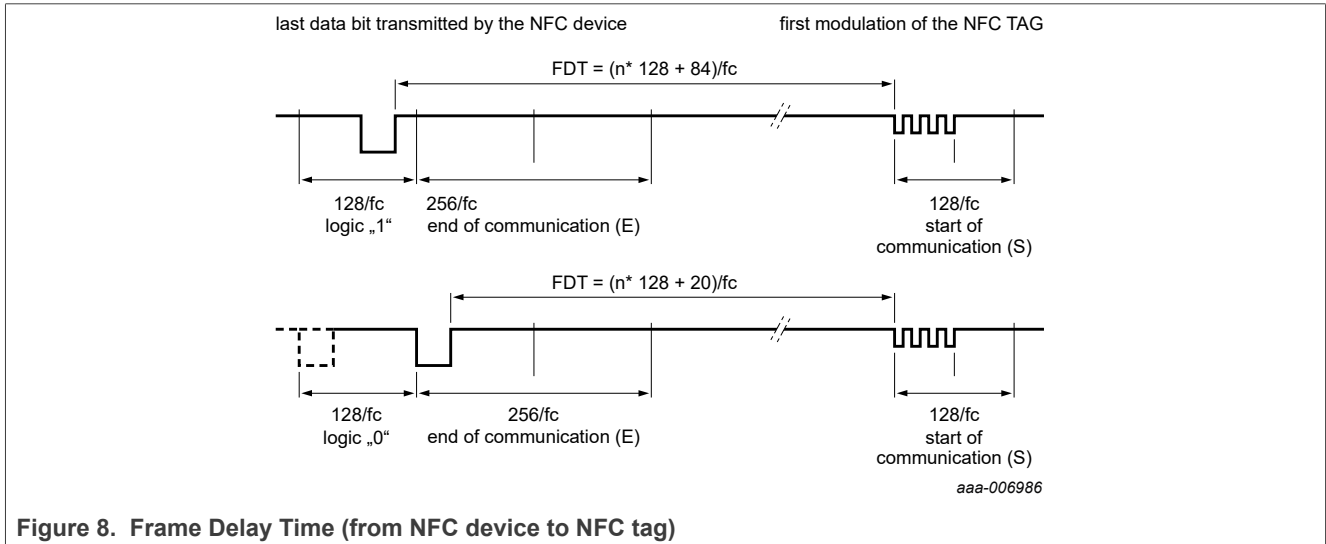 last data bit transmitted by the NFC device
first modulation of the NFC TAG
FDT = (n* 128 + 84)/fc
128/fc
logic „1“
256/fc
end of communication (E)
128/fc
start of
communication (S)
FDT = (n* 128 + 20)/fc
128/fc
logic „0“
256/fc
end of communication (E)
128/fc
start of
communication (S)
aaa-006986
Figure 8. Frame Delay Time (from NFC device to NFC tag)